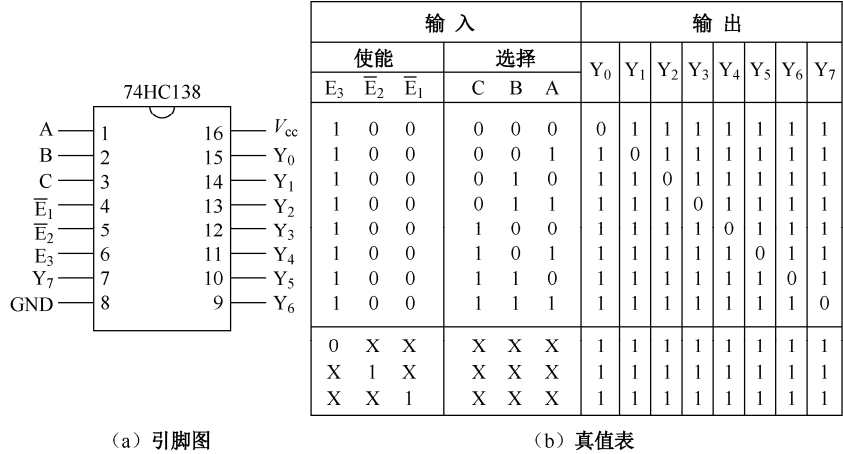 74HC138
A 1 16 Vcc
B 2 15 Y0
C 3 14 Y1
E̅1 4 13 Y2
E̅2 5 12 Y3
E3 6 11 Y4
Y7 7 10 Y5
GND 8 9 Y6
(a) 引脚图
输 入 输 出
使能 选择 Y0 Y1 Y2 Y3 Y4 Y5 Y6 Y7
E3 E̅2 E̅1 C B A
1 0 0 0 0 0 0 1 1 1 1 1 1 1
1 0 0 0 0 1 1 0 1 1 1 1 1 1
1 0 0 0 1 0 1 1 0 1 1 1 1 1
1 0 0 0 1 1 1 1 1 0 1 1 1 1
1 0 0 1 0 0 1 1 1 1 0 1 1 1
1 0 0 1 0 1 1 1 1 1 1 0 1 1
1 0 0 1 1 0 1 1 1 1 1 1 0 1
1 0 0 1 1 1 1 1 1 1 1 1 1 0
0 X X X X X 1 1 1 1 1 1 1 1
X 1 X X X X 1 1 1 1 1 1 1 1
X X 1 X X X 1 1 1 1 1 1 1 1
(b) 真值表